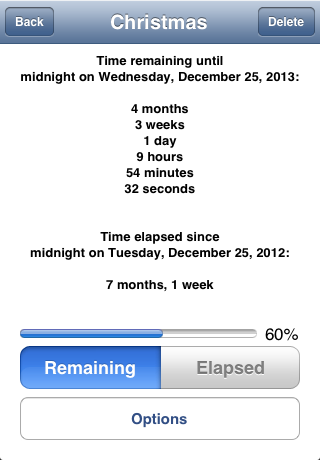 Back
Christmas
Delete
Time remaining until
midnight on Wednesday, December 25, 2013:
4 months
3 weeks
1 day
9 hours
54 minutes
32 seconds
Time elapsed since
midnight on Tuesday, December 25, 2012:
7 months, 1 week
60%
Remaining
Elapsed
Options